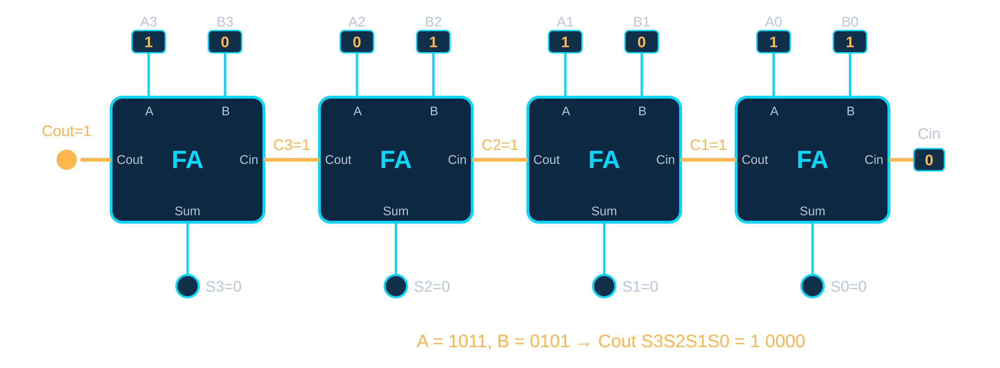 A3 B3 A2 B2 A1 B1 A0 B0
1 0 0 1 1 0 1 1
A B A B A B A B
Cout=1 Cin
C3=1 C2=1 C1=1
Cout FA Cin Cout FA Cin Cout FA Cin Cout FA Cin 0
Sum Sum Sum Sum
S3=0 S2=0 S1=0 S0=0
A = 1011, B = 0101 → Cout S3S2S1S0 = 1 0000